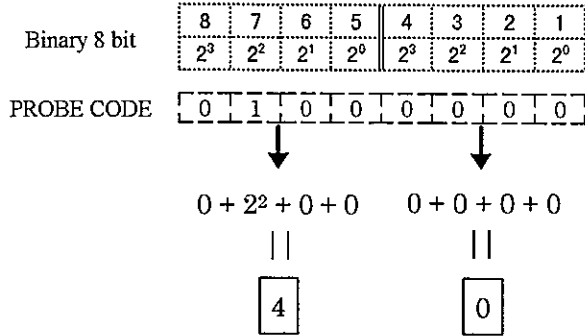 8 7 6 5 4 3 2 1
Binary 8 bit
2³ 2² 2¹ 2⁰ 2³ 2² 2¹ 2⁰
PROBE CODE 0 1 0 0 0 0 0 0
0 + 2² + 0 + 0 0 + 0 + 0 + 0
|| ||
4 0